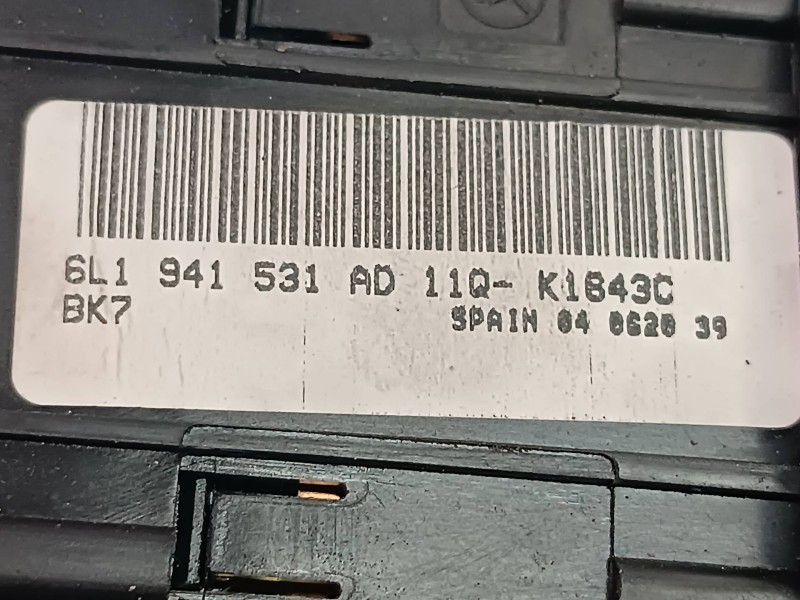 6L1 941 531 AD 11Q- K1643C
BK7
SPAIN 04 0620 39